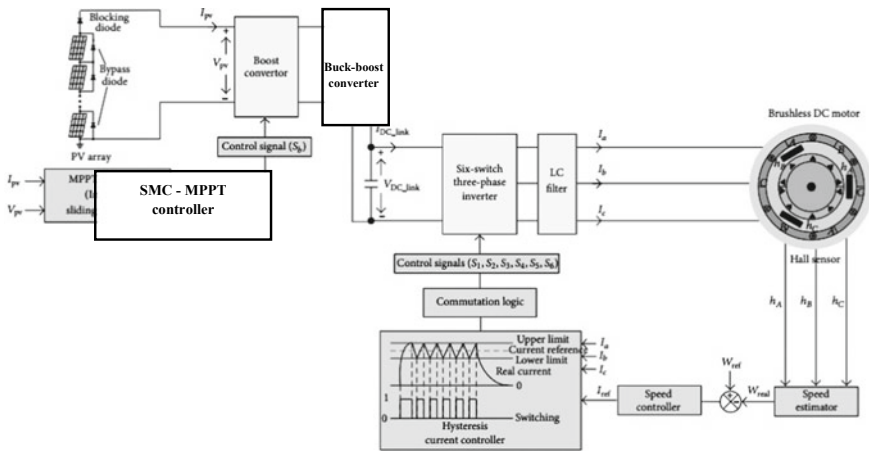 Blocking diode
Bypass
diode
PV array
I_pv
V_pv
Boost
convertor
Buck-boost
converter
Control signal (S_b)
I_pv
V_pv
MPPT
sliding
SMC - MPPT
controller
I_DC_link
V_DC_link
Six-switch
three-phase
inverter
LC
filter
I_a
I_b
I_c
Brushless DC motor
h_A
h_B
h_C
Hall sensor
Control signals (S_1, S_2, S_3, S_4, S_5, S_6)
Commutation logic
Upper limit
Current reference
Lower limit
Real current
0
1
0
Switching
Hysteresis
current controller
I_a
I_b
I_c
I_ref
Speed
controller
W_ref
W_real
Speed
estimator
h_A
h_B
h_C